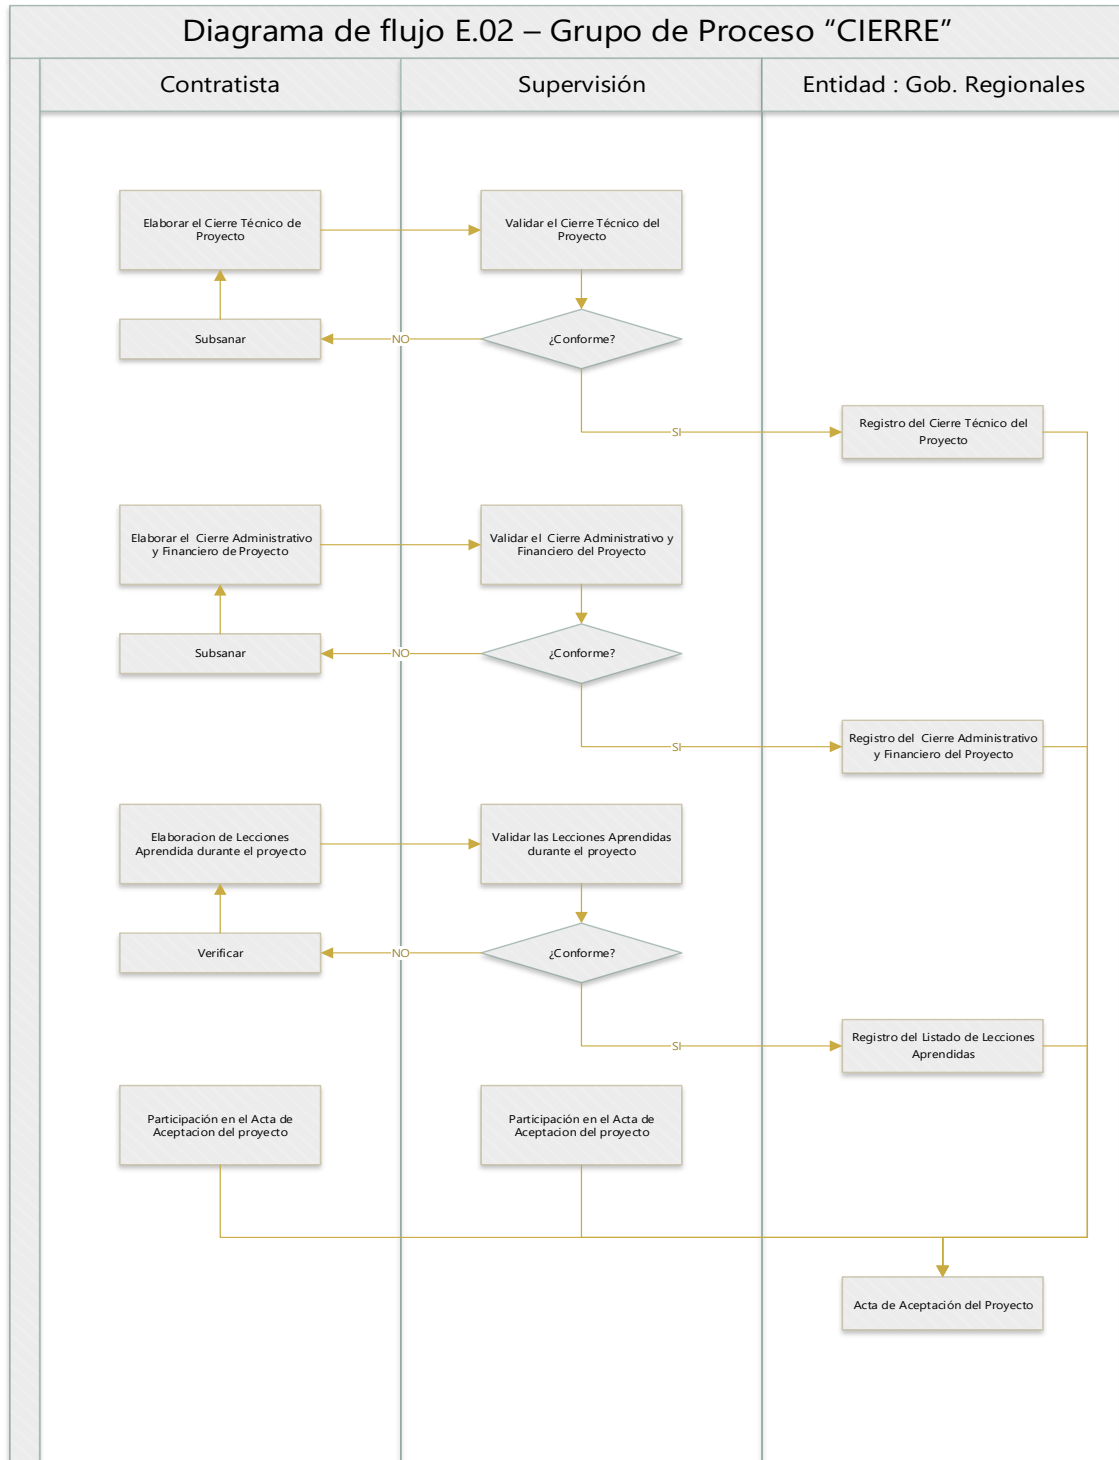 Diagrama de flujo E.02 – Grupo de Proceso “CIERRE”
Contratista
Supervisión
Entidad : Gob. Regionales
Elaborar el Cierre Técnico de
Proyecto
Validar el Cierre Técnico del
Proyecto
Subsanar
NO
¿Conforme?
SI
Registro del Cierre Técnico del
Proyecto
Elaborar el Cierre Administrativo
y Financiero de Proyecto
Validar el Cierre Administrativo y
Financiero del Proyecto
Subsanar
NO
¿Conforme?
SI
Registro del Cierre Administrativo
y Financiero del Proyecto
Elaboracion de Lecciones
Aprendida durante el proyecto
Validar las Lecciones Aprendidas
durante el proyecto
Verificar
NO
¿Conforme?
SI
Registro del Listado de Lecciones
Aprendidas
Participación en el Acta de
Aceptacion del proyecto
Participación en el Acta de
Aceptacion del proyecto
Acta de Aceptación del Proyecto